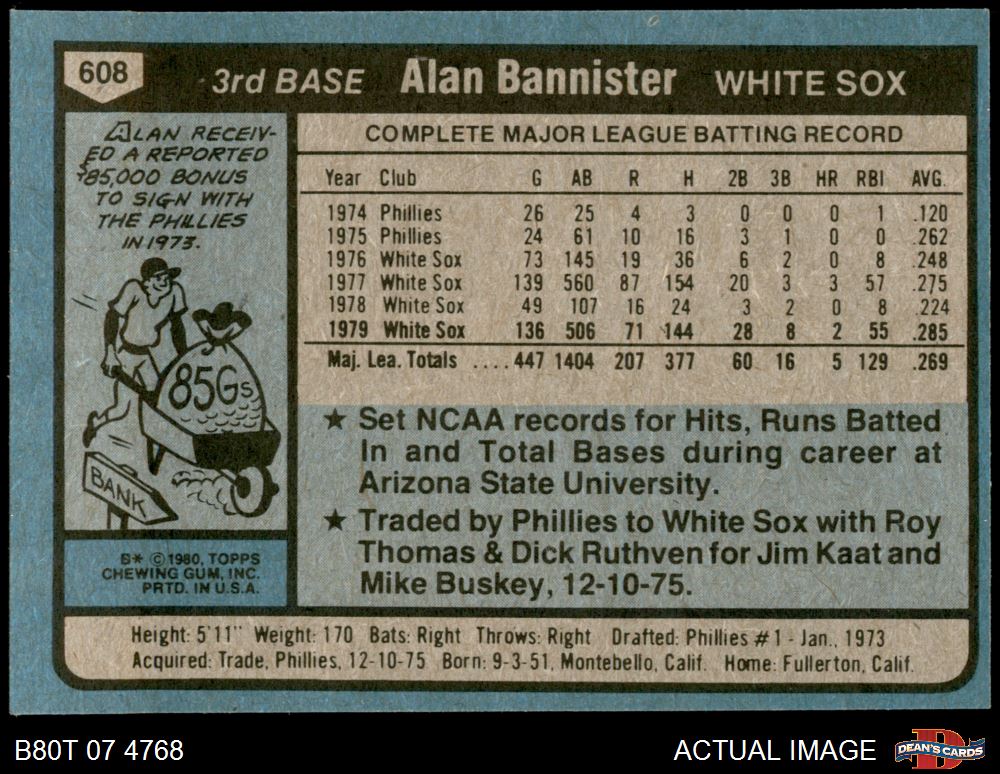 608
3rd BASE Alan Bannister WHITE SOX
ALAN RECEIV-
ED A REPORTED
$85,000 BONUS
TO SIGN WITH
THE PHILLIES
IN 1973.
85Gs
BANK
B* © 1980, TOPPS
CHEWING GUM, INC.
PRTD. IN U.S.A.
COMPLETE MAJOR LEAGUE BATTING RECORD
Year Club G AB R H 2B 3B HR RBI AVG.
1974 Phillies 26 25 4 3 0 0 0 1 .120
1975 Phillies 24 61 10 16 3 1 0 0 .262
1976 White Sox 73 145 19 36 6 2 0 8 .248
1977 White Sox 139 560 87 154 20 3 3 57 .275
1978 White Sox 49 107 16 24 3 2 0 8 .224
1979 White Sox 136 506 71 144 28 8 2 55 .285
Maj. Lea. Totals ....447 1404 207 377 60 16 5 129 .269
★ Set NCAA records for Hits, Runs Batted
In and Total Bases during career at
Arizona State University.
★ Traded by Phillies to White Sox with Roy
Thomas & Dick Ruthven for Jim Kaat and
Mike Buskey, 12-10-75.
Height: 5'11" Weight: 170 Bats: Right Throws: Right Drafted: Phillies #1 - Jan., 1973
Acquired: Trade, Phillies, 12-10-75 Born: 9-3-51, Montebello, Calif. Home: Fullerton, Calif.
B80T 07 4768
ACTUAL IMAGE
D
DEAN'S CARDS